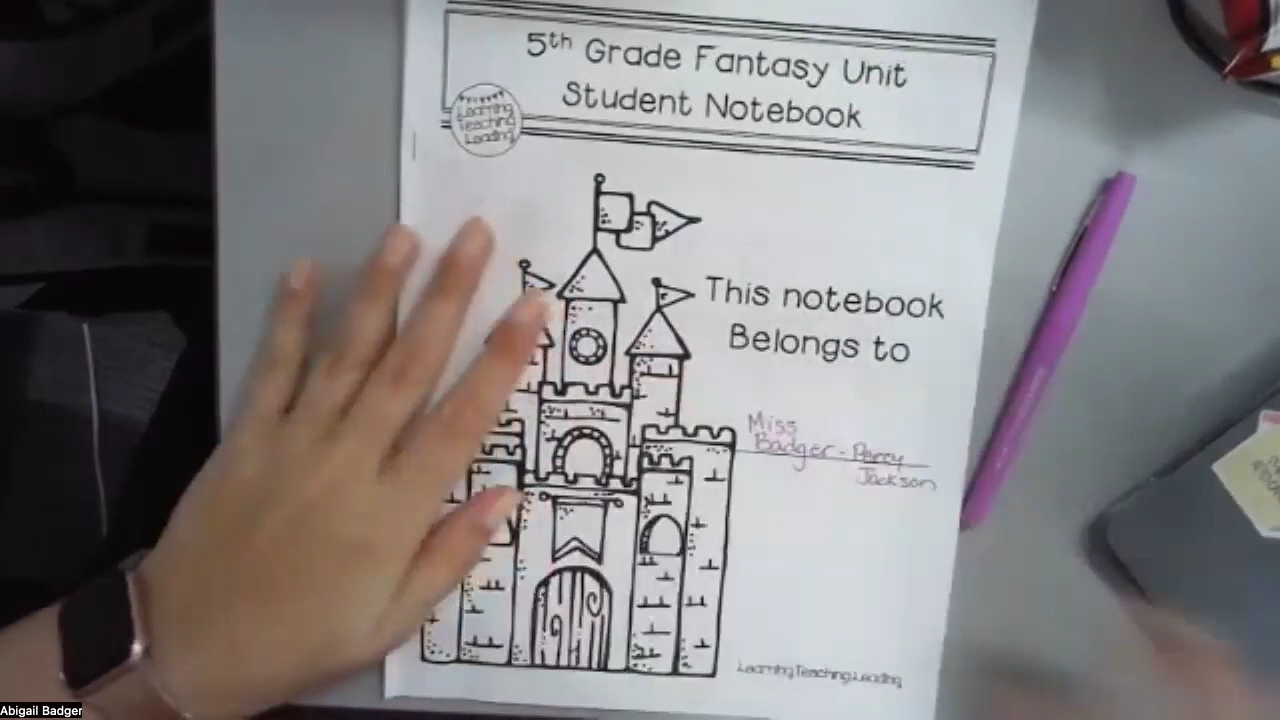 5th Grade Fantasy Unit
Student Notebook
Learning
Teaching
Leading
This notebook
Belongs to
Miss
Badger - Percy
Jackson
Learning Teaching Leading
Abigail Badger